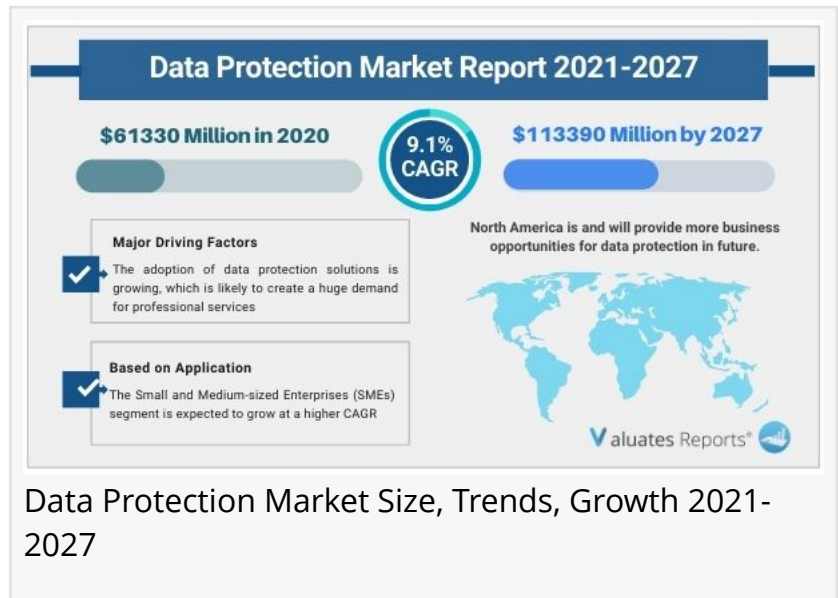 Data Protection Market Report 2021-2027
$61330 Million in 2020
9.1%
CAGR
$113390 Million by 2027
Major Driving Factors
The adoption of data protection solutions is
growing, which is likely to create a huge demand
for professional services
Based on Application
The Small and Medium-sized Enterprises (SMEs)
segment is expected to grow at a higher CAGR
North America is and will provide more business
opportunities for data protection in future.
Valuates Reports®
Data Protection Market Size, Trends, Growth 2021-
2027